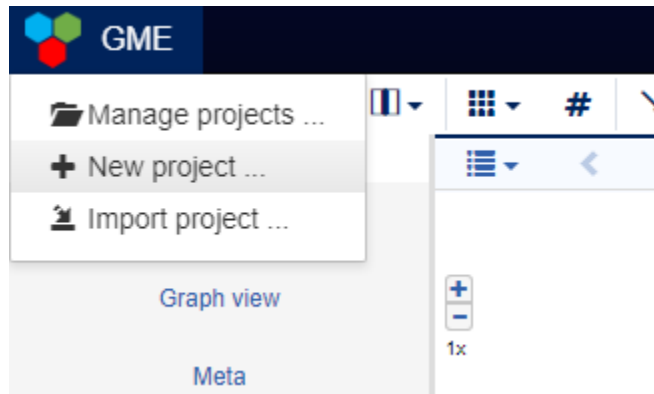 GME
Manage projects ...
#
New project ...
Import project ...
Graph view
1x
Meta